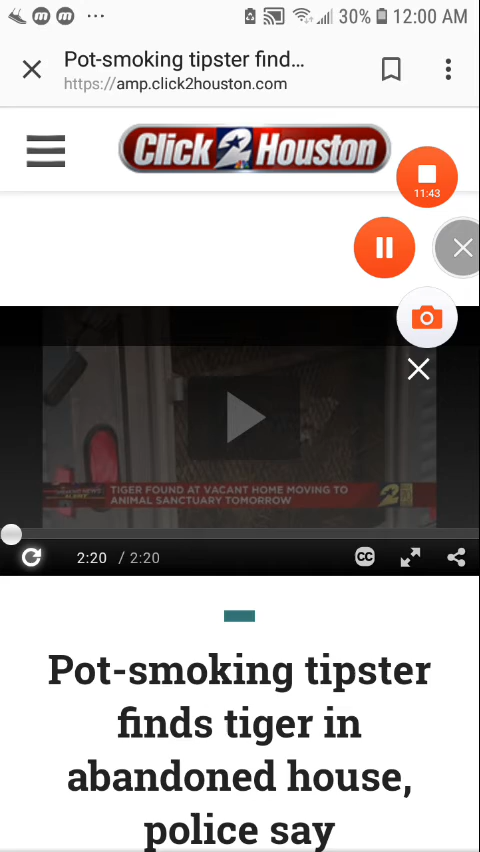 30% 12:00 AM
Pot-smoking tipster find...
https://amp.click2houston.com
Click 2 Houston
11:43
TIGER FOUND AT VACANT HOME MOVING TO
ANIMAL SANCTUARY TOMORROW
2:20 / 2:20
CC
Pot-smoking tipster
finds tiger in
abandoned house,
police say